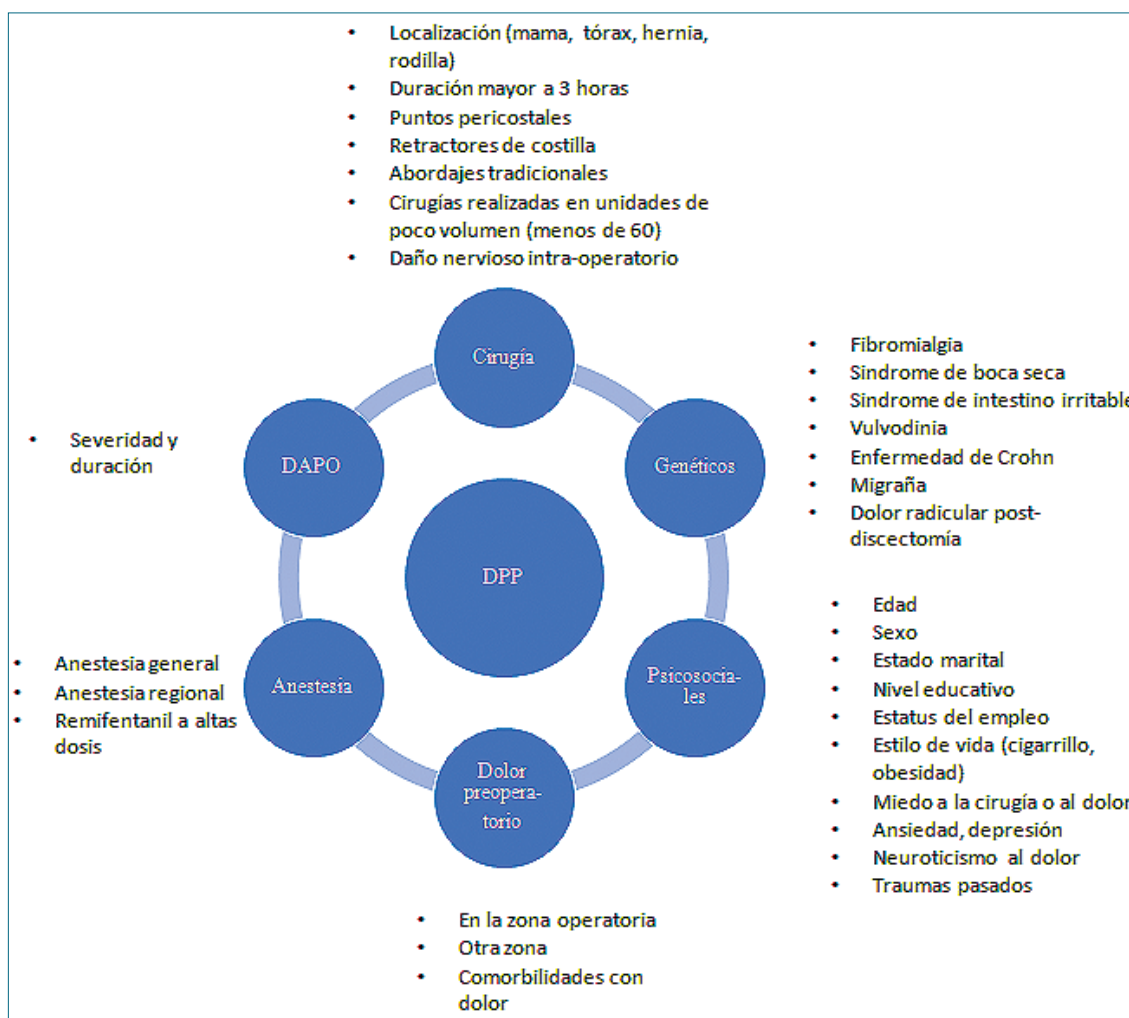 • Localización (mama, tórax, hernia,
rodilla)
• Duración mayor a 3 horas
• Puntos pericostales
• Retractores de costilla
• Abordajes tradicionales
• Cirugías realizadas en unidades de
poco volumen (menos de 60)
• Daño nervioso intra-operatorio
Cirugía
• Fibromialgia
• Sindrome de boca seca
• Sindrome de intestino irritable
• Vulvodinia
• Enfermedad de Crohn
• Migraña
• Dolor radicular post-
discectomía
Genéticos
• Severidad y
duración
DAPO
DPP
• Edad
• Sexo
• Estado marital
• Nivel educativo
• Estatus del empleo
• Estilo de vida (cigarrillo,
obesidad)
• Miedo a la cirugía o al dolor
• Ansiedad, depresión
• Neuroticismo al dolor
• Traumas pasados
Psicosocia-
les
• Anestesia general
• Anestesia regional
• Remifentanil a altas
dosis
Anestesia
Dolor
preopera-
torio
• En la zona operatoria
• Otra zona
• Comorbilidades con
dolor